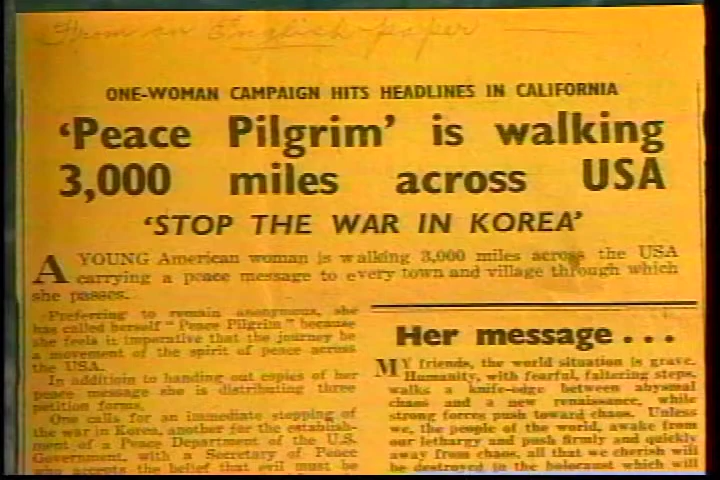 From an English paper
ONE-WOMAN CAMPAIGN HITS HEADLINES IN CALIFORNIA
'Peace Pilgrim' is walking
3,000 miles across USA
'STOP THE WAR IN KOREA'
A YOUNG American woman is walking 3,000 miles across the USA
carrying a peace message to every town and village through which
she passes.
Preferring to remain anonymous, she
has called herself "Peace Pilgrim" because
she feels it imperative that the journey be
a movement of the spirit of peace across
the USA.
In addition to handing out copies of her
peace message she is distributing three
petition forms.
One calls for an immediate stopping of
the war in Korea, another for the establish-
ment of a Peace Department of the U.S.
Government, with a Secretary of Peace
who accepts the belief that evil must be
Her message...
MY friends, the world situation is grave.
Humanity, with fearful, faltering steps,
walks a knife-edge between abysmal
chaos and a new renaissance, while
strong forces push toward chaos. Unless
we, the people of the world, awake from
our lethargy and push firmly and quickly
away from chaos, all that we cherish will
be destroyed in the holocaust which will